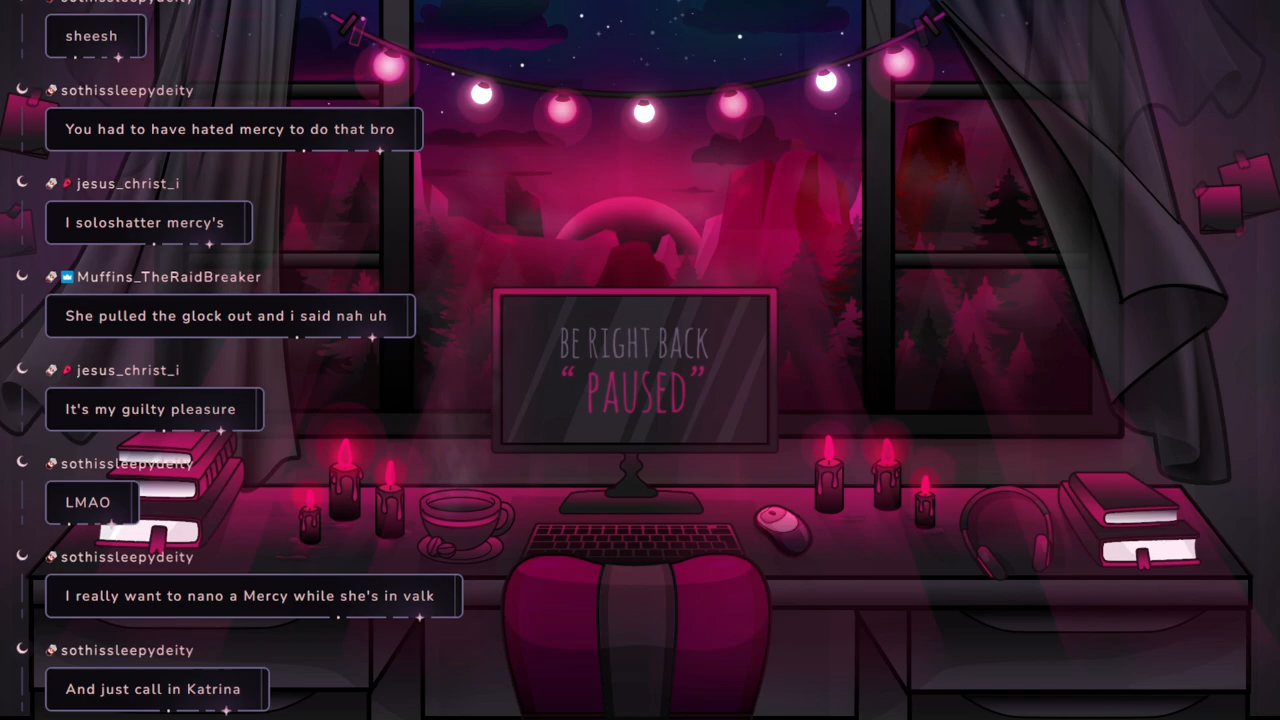 sothissleepydeity
sheesh
sothissleepydeity
You had to have hated mercy to do that bro
jesus_christ_i
I soloshatter mercy's
Muffins_TheRaidBreaker
She pulled the glock out and i said nah uh
jesus_christ_i
It's my guilty pleasure
sothissleepydeity
LMAO
sothissleepydeity
I really want to nano a Mercy while she's in valk
sothissleepydeity
And just call in Katrina
BE RIGHT BACK
“ PAUSED”